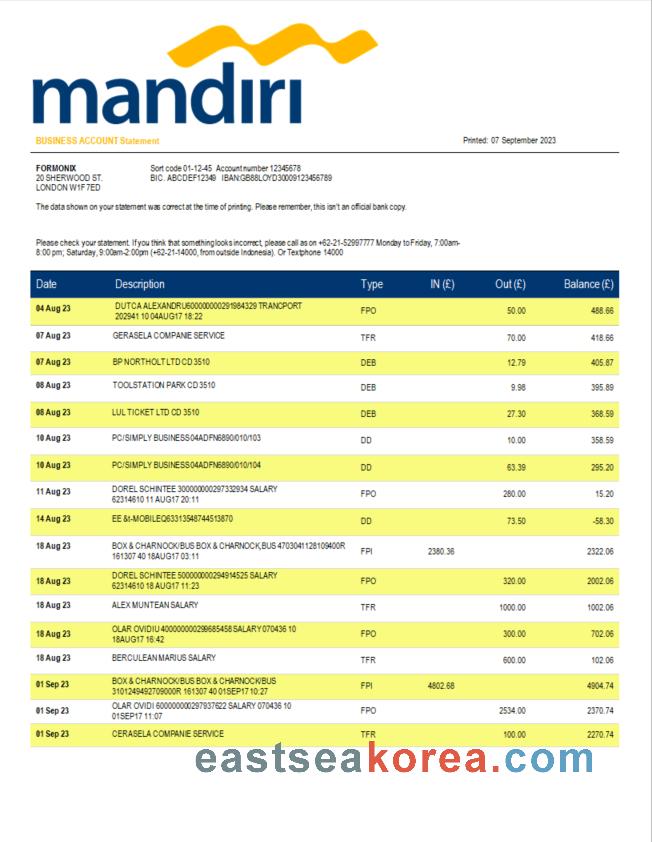 mandiri
BUSINESS ACCOUNT Statement
Printed: 07 September 2023
FORMONIX
Sort code 01-12-45 Account number 12345678
20 SHERWOOD ST.
BIC. ABCDEF12349 IBAN:GB88LOYD30009123456789
LONDON W1F 7ED
The data shown on your statement was correct at the time of printing. Please remember, this isn't an official bank copy.
Please check your statement. If you think that something looks incorrect, please call as on +62-21-52997777 Monday to Friday, 7:00am-
8:00 pm; Saturday, 9:00am-2:00pm (+62-21-14000, from outside Indonesia). Or Textphone 14000
Date Description Type IN (£) Out (£) Balance (£)
04 Aug 23 DUTCA ALEXANDRU600000000291984329 TRANCPORT FPO 50.00 488.66
202941 10 04AUG17 18:22
07 Aug 23 GERASELA COMPANIE SERVICE TFR 70.00 418.66
07 Aug 23 BP NORTHOLT LTD CD 3510 DEB 12.79 405.87
08 Aug 23 TOOLSTATION PARK CD 3510 DEB 9.98 395.89
08 Aug 23 LUL TICKET LTD CD 3510 DEB 27.30 368.59
10 Aug 23 PC/SIMPLY BUSINESS04ADFN6890/010/103 DD 10.00 358.59
10 Aug 23 PC/SIMPLY BUSINESS04ADFN6890/010/104 DD 63.39 295.20
11 Aug 23 DOREL SCHINTEE 300000000297332934 SALARY FPO 280.00 15.20
62314610 11 AUG17 20:11
14 Aug 23 EE &t-MOBILEQ63313548744513870 DD 73.50 -58.30
18 Aug 23 BOX & CHARNOCK/BUS BOX & CHARNOCK,BUS 4703041128109400R FPI 2380.36 2322.06
161307 40 18AUG17 03:11
18 Aug 23 DOREL SCHINTEE 500000000294914525 SALARY FPO 320.00 2002.06
62314610 18 AUG17 11:23
18 Aug 23 ALEX MUNTEAN SALARY TFR 1000.00 1002.06
18 Aug 23 OLAR OVIDIU 400000000299685458 SALARY 070436 10 FPO 300.00 702.06
18AUG17 16:42
18 Aug 23 BERCULEAN MARIUS SALARY TFR 600.00 102.06
01 Sep 23 BOX & CHARNOCK/BUS BOX & CHARNOCK/BUS FPI 4802.68 4904.74
3101249492709000R 161307 40 01SEP17 10:27
01 Sep 23 OLAR OVIDI 600000000297937622 SALARY 070436 10 FPO 2534.00 2370.74
01SEP17 11:07
01 Sep 23 CERASELA COMPANIE SERVICE TFR 100.00 2270.74
eastseakorea.com